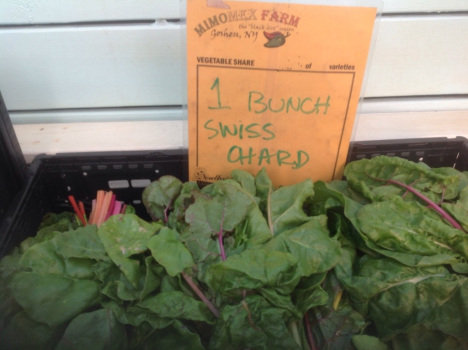 MIMOMEX FARM
Goshen, NY
VEGETABLE SHARE of varieties
1 BUNCH
SWISS
CHARD